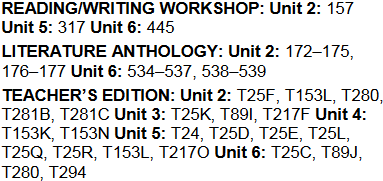 READING/WRITING WORKSHOP: Unit 2: 157
Unit 5: 317 Unit 6: 445
LITERATURE ANTHOLOGY: Unit 2: 172–175,
176–177 Unit 6: 534–537, 538–539
TEACHER'S EDITION: Unit 2: T25F, T153L, T280,
T281B, T281C Unit 3: T25K, T89I, T217F Unit 4:
T153K, T153N Unit 5: T24, T25D, T25E, T25L,
T25Q, T25R, T153L, T217O Unit 6: T25C, T89J,
T280, T294